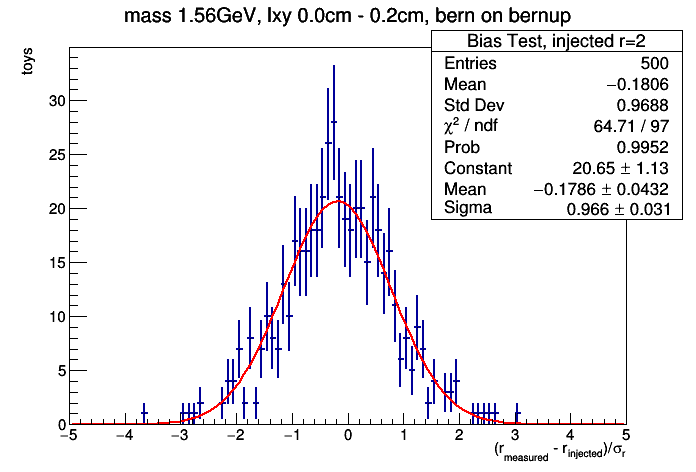 mass 1.56GeV, lxy 0.0cm - 0.2cm, bern on bernup
toys
Bias Test, injected r=2
Entries 500
Mean −0.1806
Std Dev 0.9688
χ² / ndf 64.71 / 97
Prob 0.9952
Constant 20.65 ± 1.13
Mean −0.1786 ± 0.0432
Sigma 0.966 ± 0.031
30
25
20
15
10
5
0
−5 −4 −3 −2 −1 0 1 2 3 4 5
(r_measured - r_injected)/σ_r